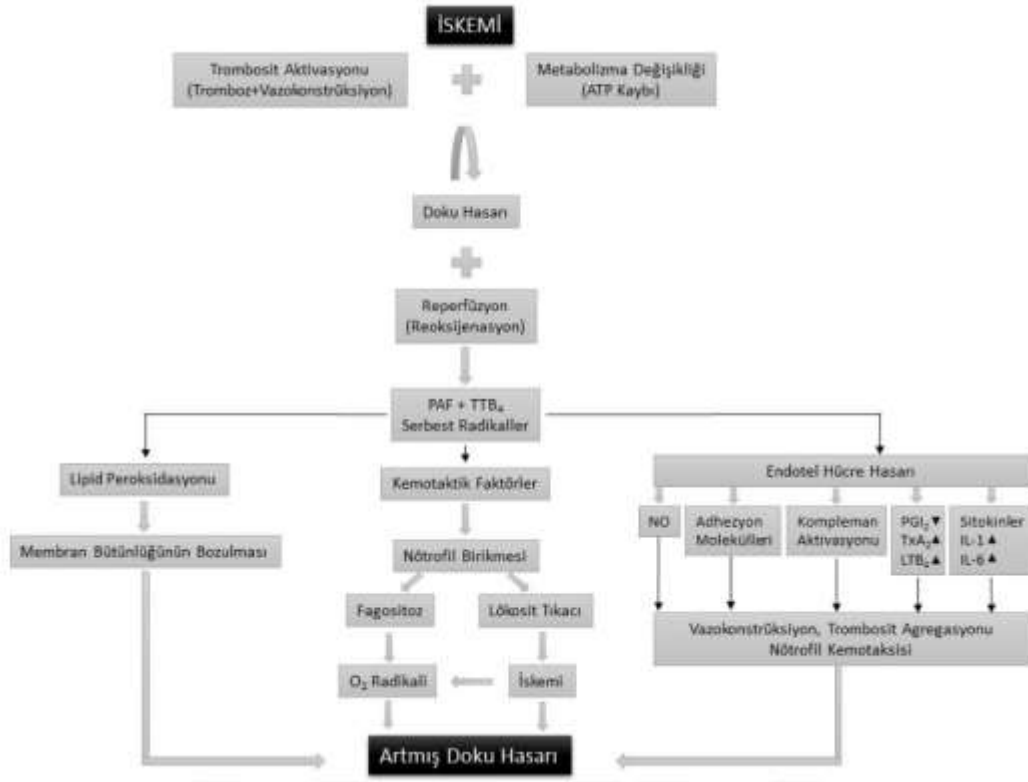 İSKEMİ
Trombosit Aktivasyonu
(Tromboz+Vazokonstrüksiyon)
Metabolizma Değişikliği
(ATP Kaybı)
Doku Hasarı
Reperfüzyon
(Reoksijenasyon)
PAF + TTB₄
Serbest Radikaller
Lipid Peroksidasyonu
Kemotaktik Faktörler
Endotel Hücre Hasarı
Membran Bütünlüğünün Bozulması
Nötrofil Birikmesi
NO
Adhezyon
Molekülleri
Kompleman
Aktivasyonu
PGI₂▼
TxA₂▲
LTB₄▲
Sitokinler
IL-1▲
IL-6▲
Fagositoz
Lökosit Tıkacı
Vazokonstrüksiyon, Trombosit Agregasyonu
Nötrofil Kemotaksisi
O₂ Radikali
İskemi
Artmış Doku Hasarı